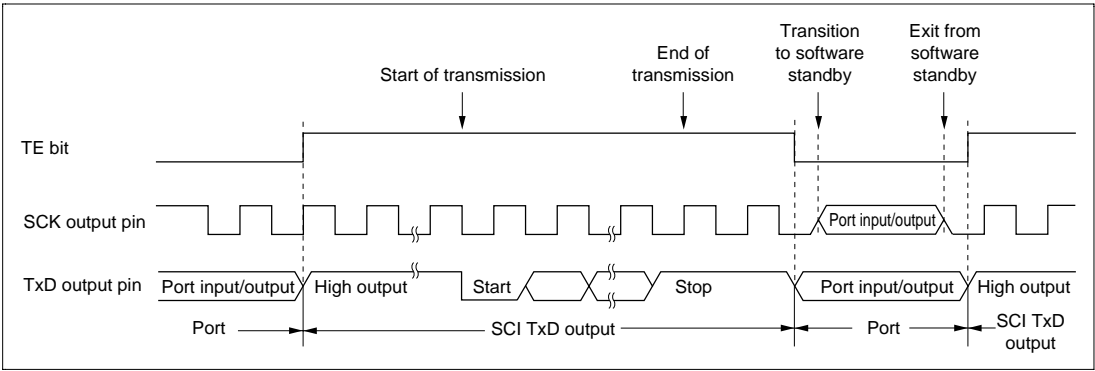 Transition
to software
standby
Exit from
software
standby
Start of transmission
End of
transmission
TE bit
SCK output pin
Port input/output
TxD output pin
Port input/output
High output
Start
Stop
Port input/output
High output
Port
SCI TxD output
Port
SCI TxD
output